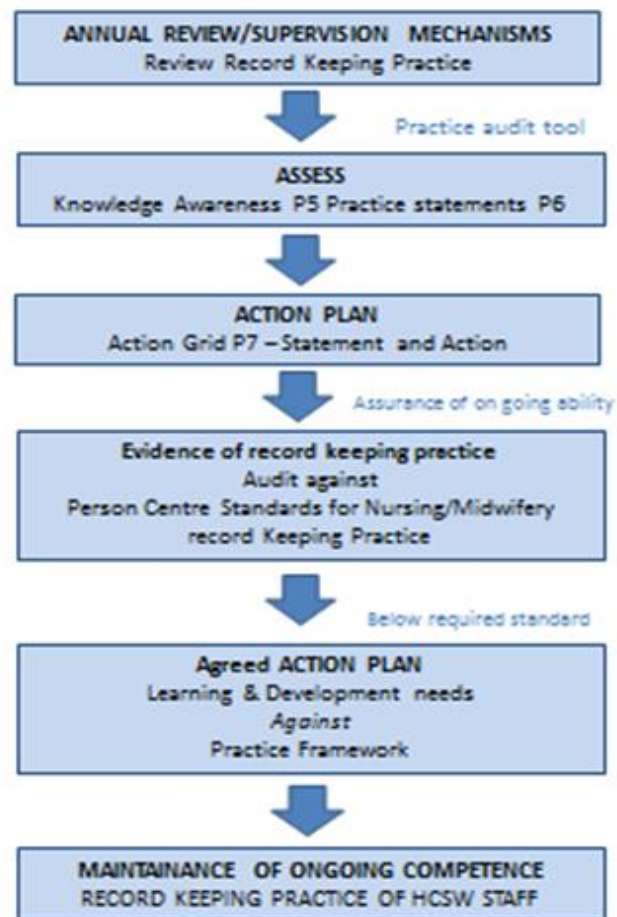 ANNUAL REVIEW/SUPERVISION MECHANISMS
Review Record Keeping Practice
Practice audit tool
ASSESS
Knowledge Awareness P5 Practice statements P6
ACTION PLAN
Action Grid P7 – Statement and Action
Assurance of on going ability
Evidence of record keeping practice
Audit against
Person Centre Standards for Nursing/Midwifery
record Keeping Practice
Below required standard
Agreed ACTION PLAN
Learning & Development needs
Against
Practice Framework
MAINTAINANCE OF ONGOING COMPETENCE
RECORD KEEPING PRACTICE OF HCSW STAFF